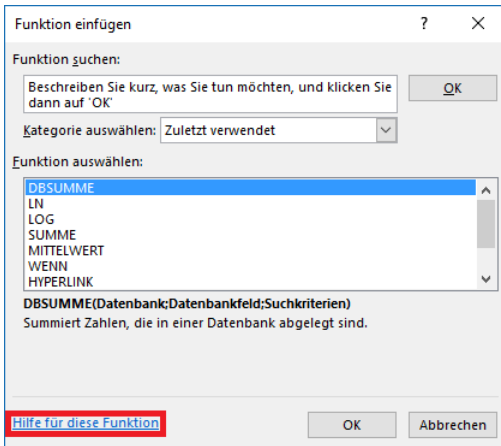 Funktion einfügen ? ×
Funktion suchen:
Beschreiben Sie kurz, was Sie tun möchten, und klicken Sie
dann auf 'OK'
OK
Kategorie auswählen: Zuletzt verwendet
Funktion auswählen:
DBSUMME
LN
LOG
SUMME
MITTELWERT
WENN
HYPERLINK
DBSUMME(Datenbank;Datenbankfeld;Suchkriterien)
Summiert Zahlen, die in einer Datenbank abgelegt sind.
Hilfe für diese Funktion OK Abbrechen